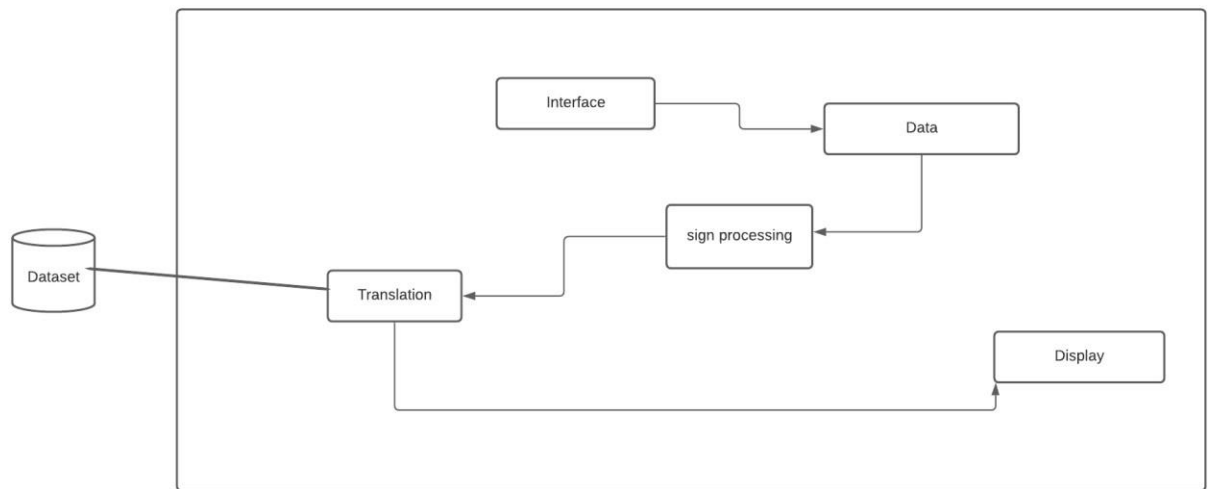 Interface
Data
sign processing
Dataset
Translation
Display